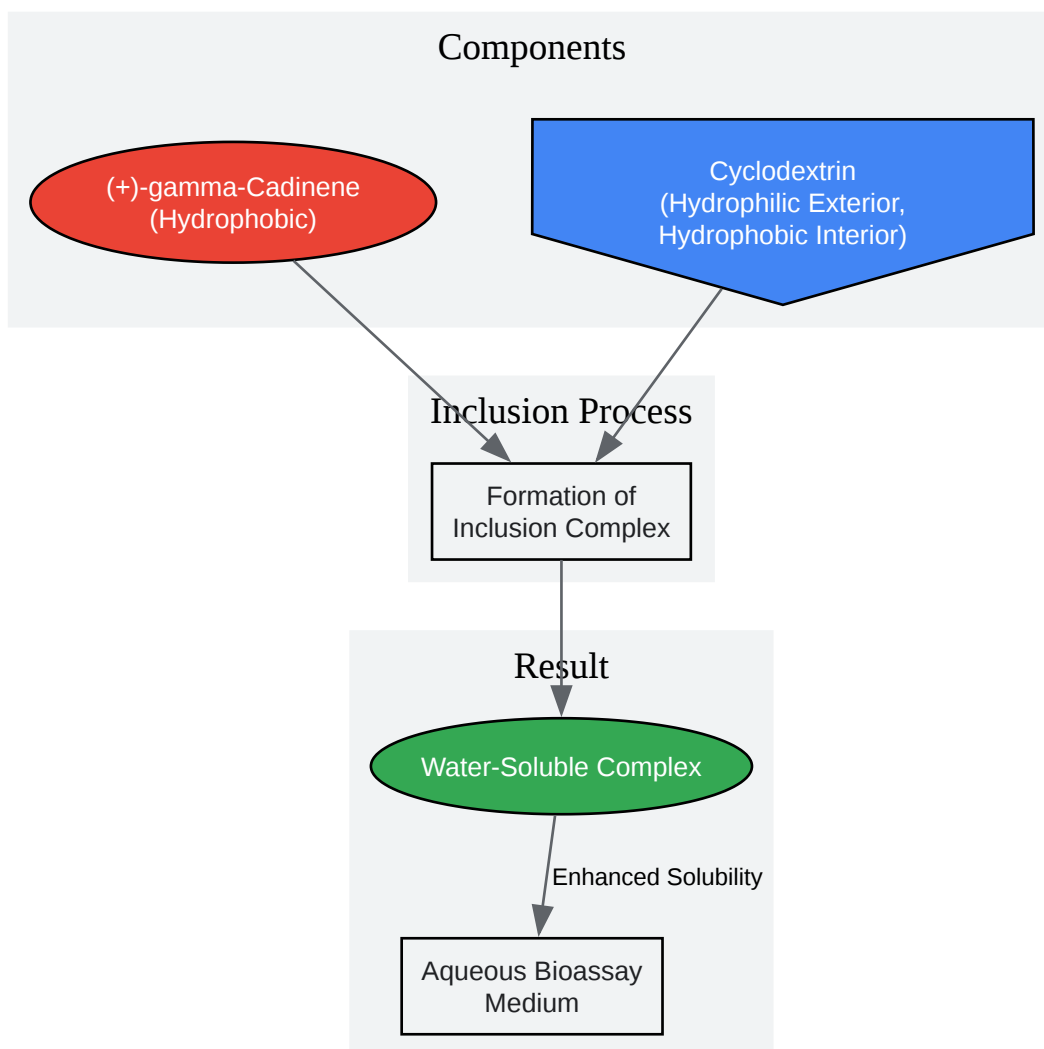 Components
(+)-gamma-Cadinene
(Hydrophobic)
Cyclodextrin
(Hydrophilic Exterior,
Hydrophobic Interior)
Inclusion Process
Formation of
Inclusion Complex
Result
Water-Soluble Complex
Enhanced Solubility
Aqueous Bioassay
Medium